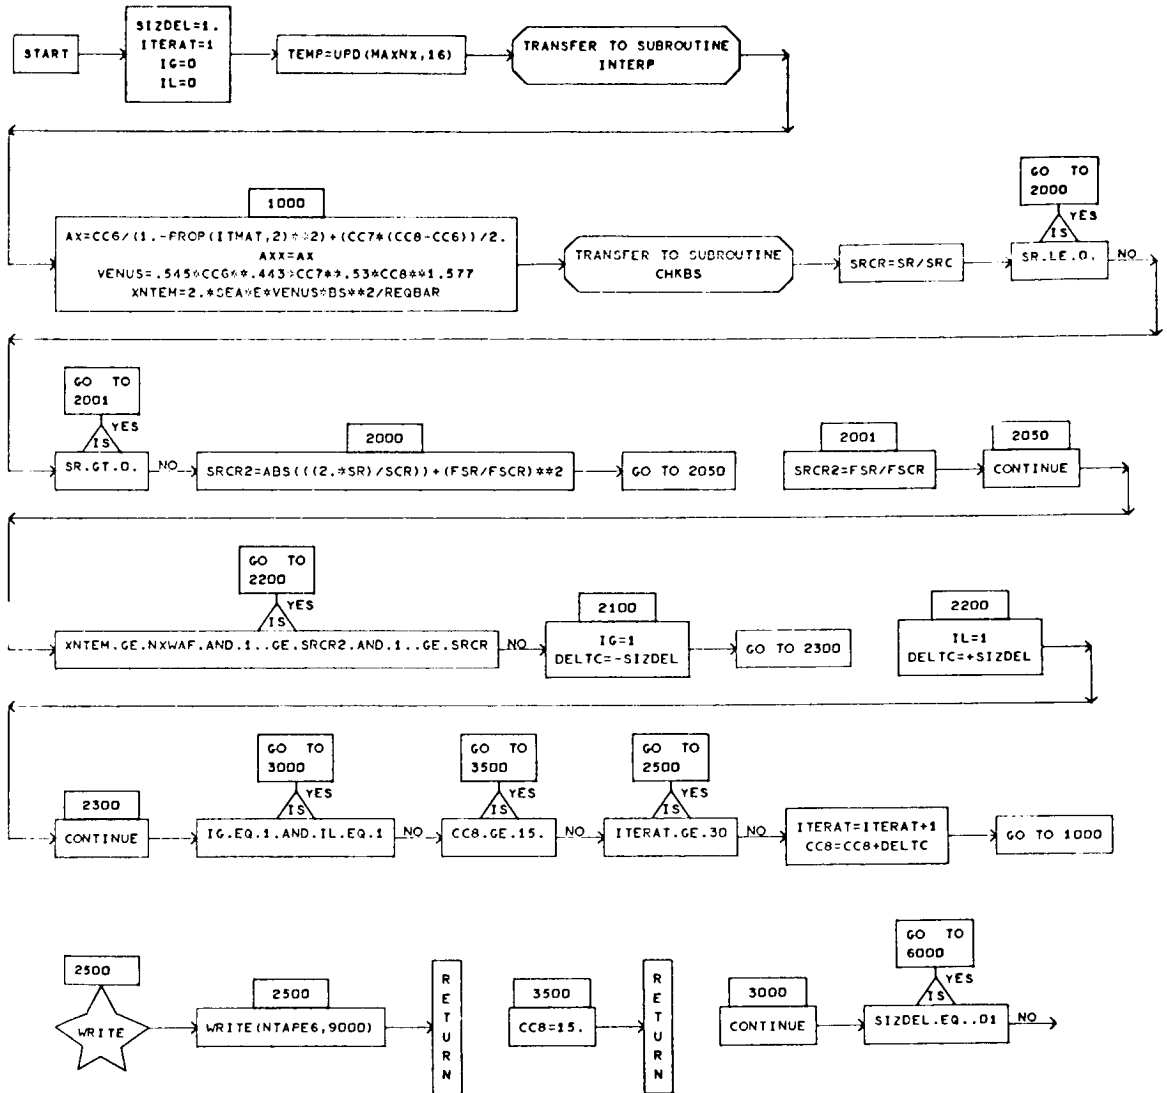 START
SIZDEL=1.
ITERAT=1
IG=0
IL=0
TEMP=UPD(MAXNX,16)
TRANSFER TO SUBROUTINE
INTERP
1000
AX=CC6/(1.-FROP(ITMAT,2)**2)+(CC7*(CC8-CC6))/2.
AXX=AX
VENUS=.545*CC6**.443*CC7**.53*CC8**1.577
XNTEM=2.*SEA*E*VENUS*BS**2/REQBAR
TRANSFER TO SUBROUTINE
CHKBS
SRCR=SR/SRC
GO TO
2000
YES
IS
SR.LE.0.
NO
GO TO
2001
YES
IS
SR.GT.0.
NO
2000
SRCR2=ABS(((2.*SR)/SCR))+(FSR/FSCR)**2
GO TO 2050
2001
SRCR2=FSR/FSCR
2050
CONTINUE
GO TO
2200
YES
IS
XNTEM.GE.NXWAF.AND.1..GE.SRCR2.AND.1..GE.SRCR
NO
2100
IG=1
DELTC=-SIZDEL
GO TO 2300
2200
IL=1
DELTC=+SIZDEL
2300
CONTINUE
GO TO
3000
YES
IS
IG.EQ.1.AND.IL.EQ.1
NO
GO TO
3500
YES
IS
CC8.GE.15.
NO
GO TO
2500
YES
IS
ITERAT.GE.30
NO
ITERAT=ITERAT+1
CC8=CC8+DELTC
GO TO 1000
2500
WRITE
2500
WRITE(NTAPE6,9000)
RETURN
3500
CC8=15.
RETURN
3000
CONTINUE
GO TO
6000
YES
IS
SIZDEL.EQ..01
NO